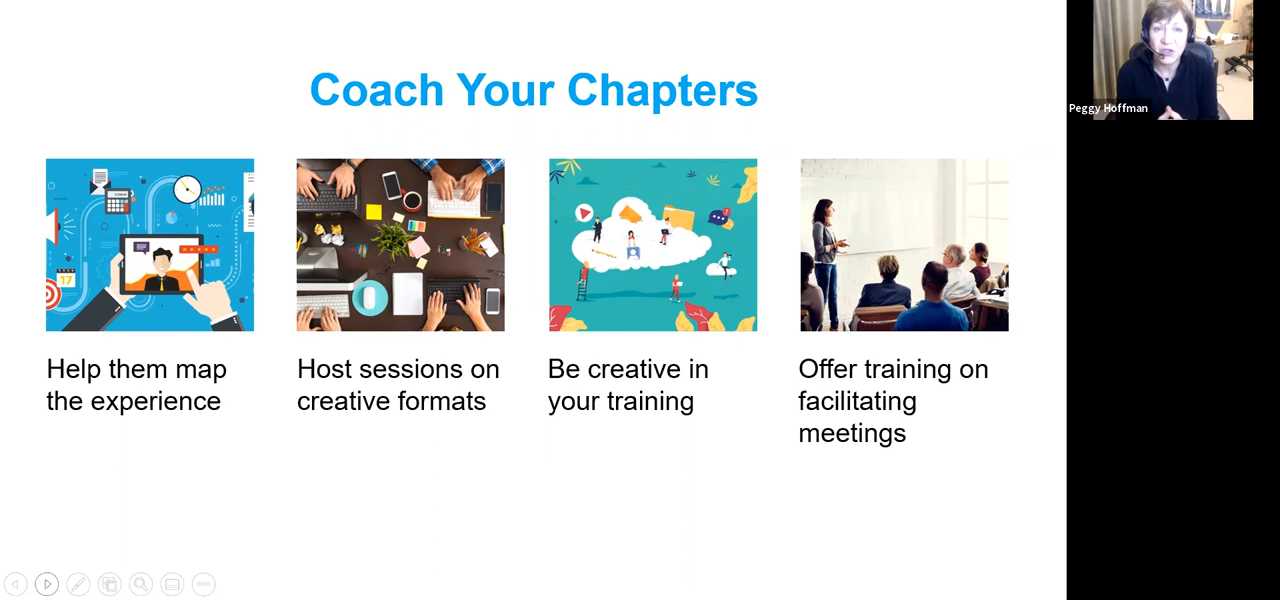 Coach Your Chapters
Peggy Hoffman
17
Help them map
the experience
Host sessions on
creative formats
Be creative in
your training
Offer training on
facilitating
meetings